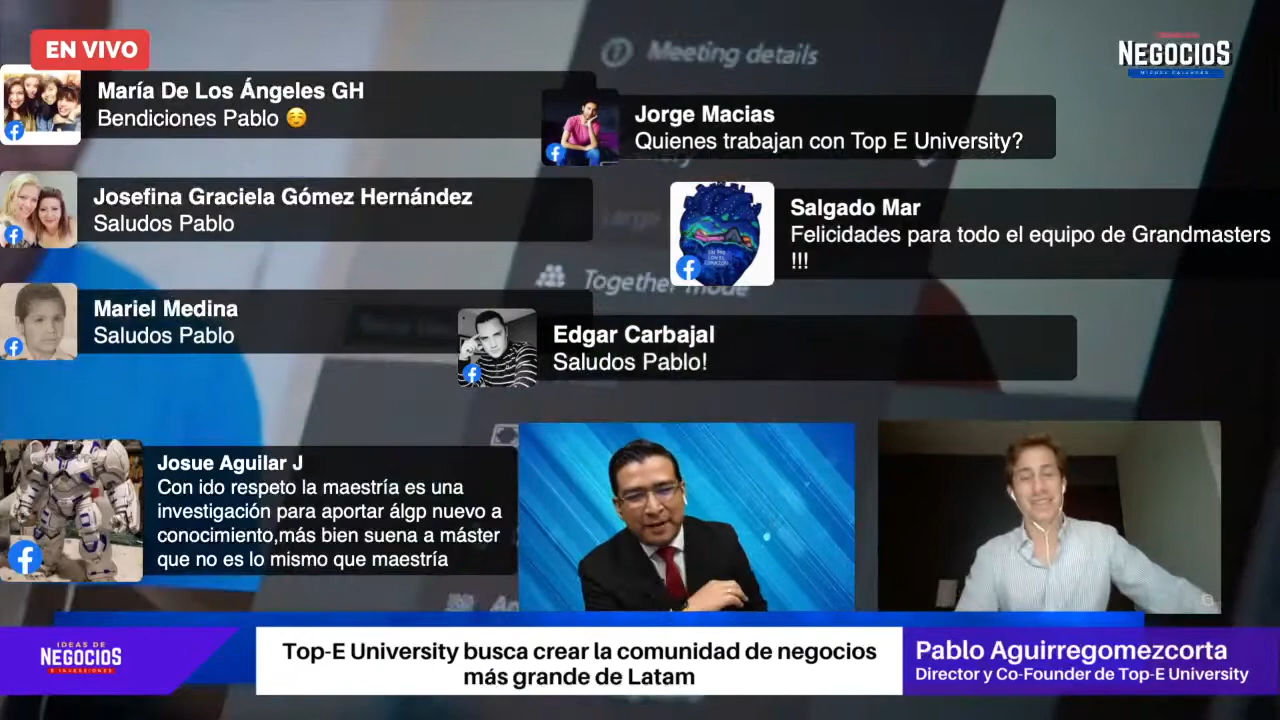 EN VIVO
Meeting details
NEGOCIOS
María De Los Ángeles GH
Bendiciones Pablo ☺️
Jorge Macias
Quienes trabajan con Top E University?
Josefina Graciela Gómez Hernández
Saludos Pablo
Salgado Mar
Felicidades para todo el equipo de Grandmasters
!!!
Together mode
Mariel Medina
Saludos Pablo
Edgar Carbajal
Saludos Pablo!
Josue Aguilar J
Con ido respeto la maestría es una
investigación para aportar álgp nuevo a
conocimiento,más bien suena a máster
que no es lo mismo que maestría
IDEAS DE
NEGOCIOS
E INVERSIONES
Top-E University busca crear la comunidad de negocios
más grande de Latam
Pablo Aguirregomezcorta
Director y Co-Founder de Top-E University